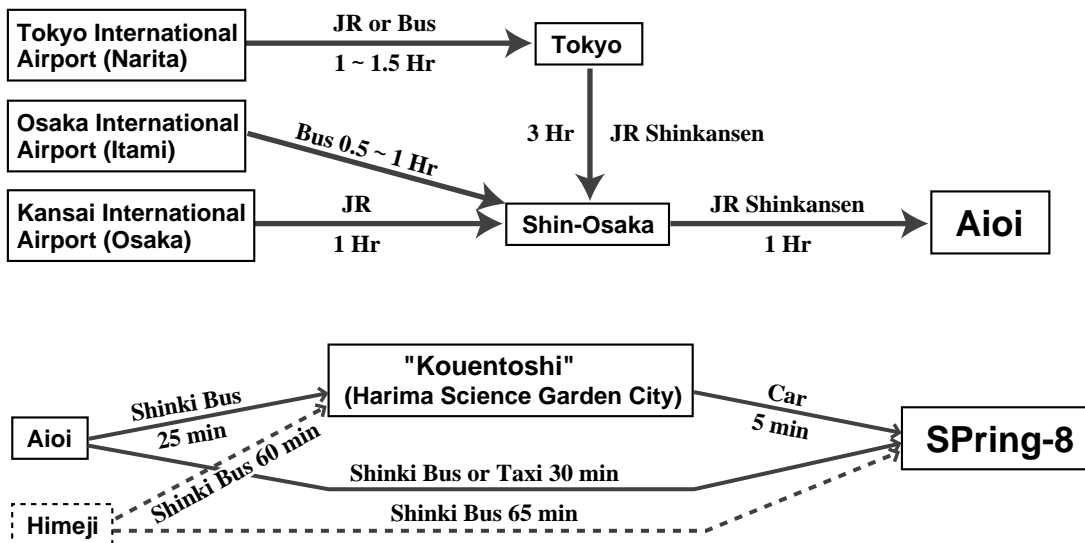 Tokyo International
Airport (Narita)
JR or Bus
1 ~ 1.5 Hr
Tokyo
Osaka International
Airport (Itami)
Bus 0.5 ~ 1 Hr
3 Hr
JR Shinkansen
Kansai International
Airport (Osaka)
JR
1 Hr
Shin-Osaka
JR Shinkansen
1 Hr
Aioi
"Kouentoshi"
(Harima Science Garden City)
Shinki Bus
25 min
Car
5 min
Aioi
SPring-8
Shinki Bus 60 min
Shinki Bus or Taxi 30 min
Himeji
Shinki Bus 65 min